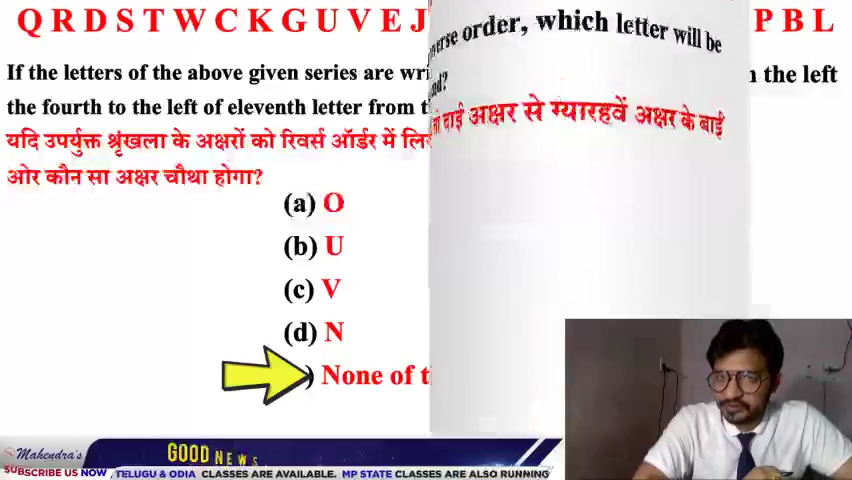 Q R D S T W C K G U V E J P B L
If the letters of the above given series are wri verse order, which letter will be n the left
the fourth to the left of eleventh letter from t nd?
यदि उपर्युक्त श्रृंखला के अक्षरों को रिवर्स ऑर्डर में लि तो दाई अक्षर से ग्यारहवें अक्षर के बाई
ओर कौन सा अक्षर चौथा होगा?
(a) O
(b) U
(c) V
(d) N
) None of t
Mahendra's
GOOD NEWS
SUBSCRIBE US NOW TELUGU & ODIA CLASSES ARE AVAILABLE. MP STATE CLASSES ARE ALSO RUNNING